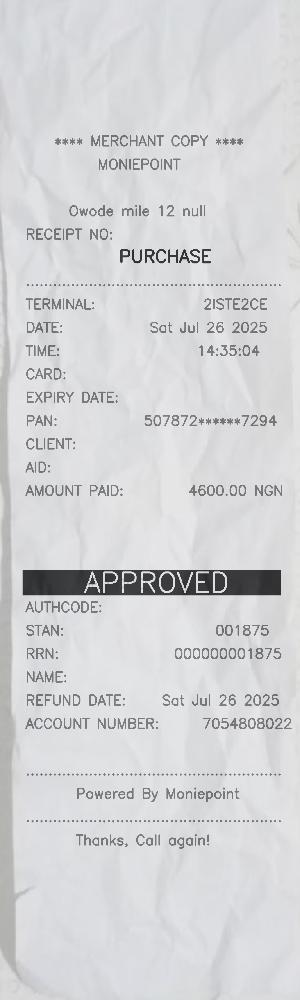 **** MERCHANT COPY ****
MONIEPOINT
Owode mile 12 null
RECEIPT NO:
PURCHASE
TERMINAL: 2ISTE2CE
DATE: Sat Jul 26 2025
TIME: 14:35:04
CARD:
EXPIRY DATE:
PAN: 507872******7294
CLIENT:
AID:
AMOUNT PAID: 4600.00 NGN
APPROVED
AUTHCODE:
STAN: 001875
RRN: 000000001875
NAME:
REFUND DATE: Sat Jul 26 2025
ACCOUNT NUMBER: 7054808022
Powered By Moniepoint
Thanks, Call again!